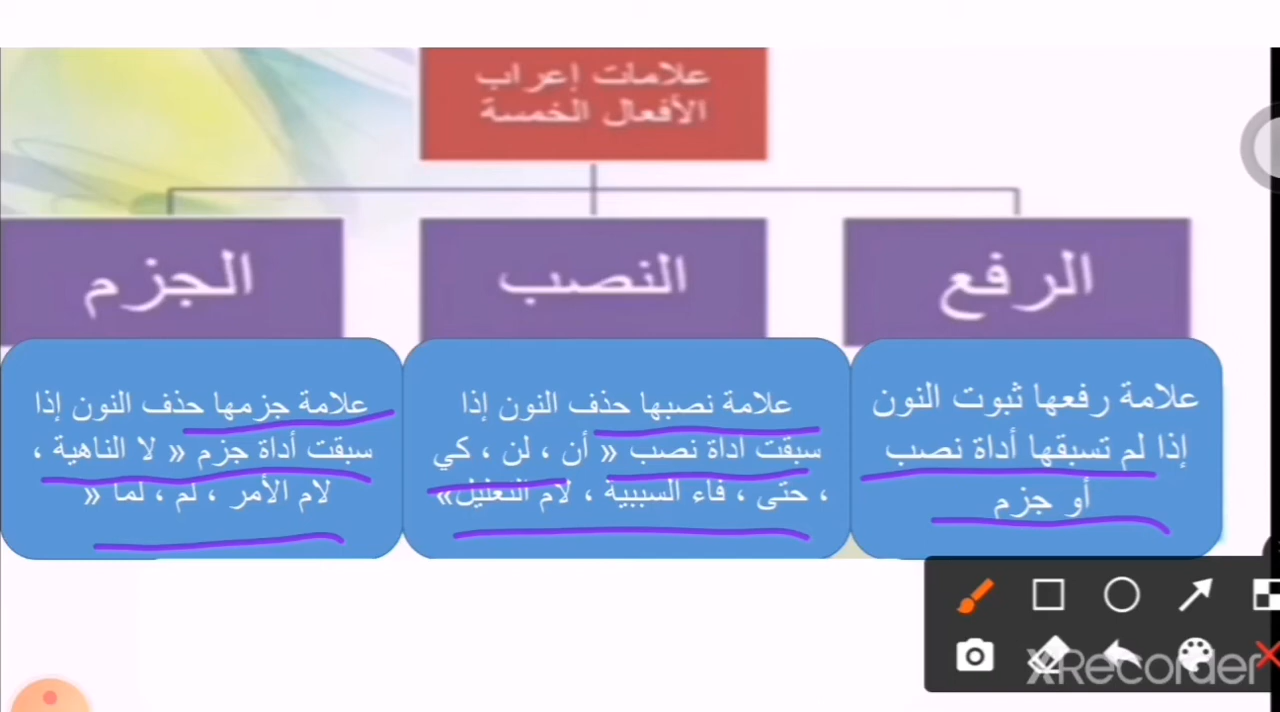 علامات إعراب
الأفعال الخمسة
الرفع
النصب
الجزم
علامة رفعها ثبوت النون
إذا لم تسبقها أداة نصب
أو جزم
علامة نصبها حذف النون إذا
سبقت اداة نصب « أن ، لن ، كي
، حتى ، فاء السببية ، لام التعليل»
علامة جزمها حذف النون إذا
سبقت أداة جزم « لا الناهية ،
لام الأمر ، لم ، لما «
XRecorder